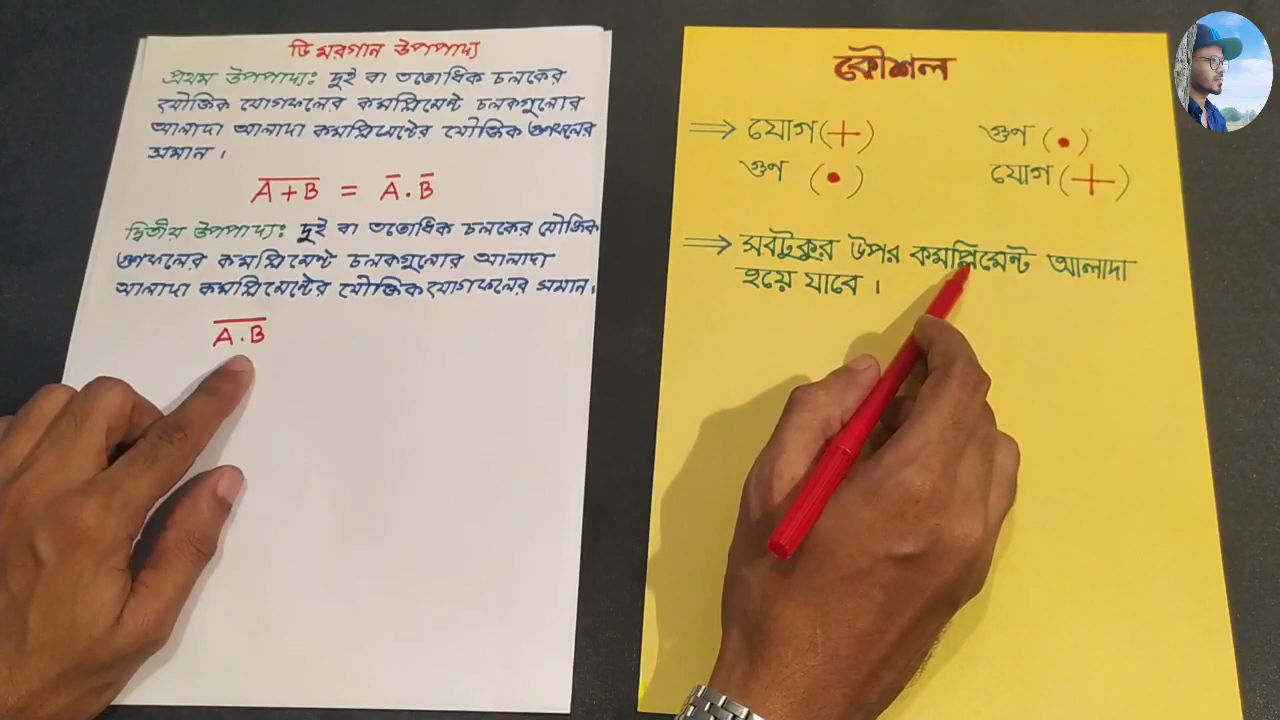 ডি মরগান উপপাদ্য
প্রথম উপপাদ্যঃ দুই বা ততোধিক চলকের
যৌক্তিক যোগফলের কমপ্লিমেন্ট চলকগুলোর
আলাদা আলাদা কমপ্লিমেন্টের যৌক্তিক গুণফলের
সমান।
A̅ ̅+̅ ̅B̅ = A̅ . B̅
দ্বিতীয় উপপাদ্যঃ দুই বা ততোধিক চলকের যৌক্তিক
গুণফলের কমপ্লিমেন্ট চলকগুলোর আলাদা
আলাদা কমপ্লিমেন্টের যৌক্তিক যোগফলের সমান।
A̅ ̅.̅ ̅B̅
কৌশল
⇒ যোগ (+) গুণ (•)
গুণ (•) যোগ (+)
⇒ সবটুকুর উপর কমপ্লিমেন্ট আলাদা
হয়ে যাবে।